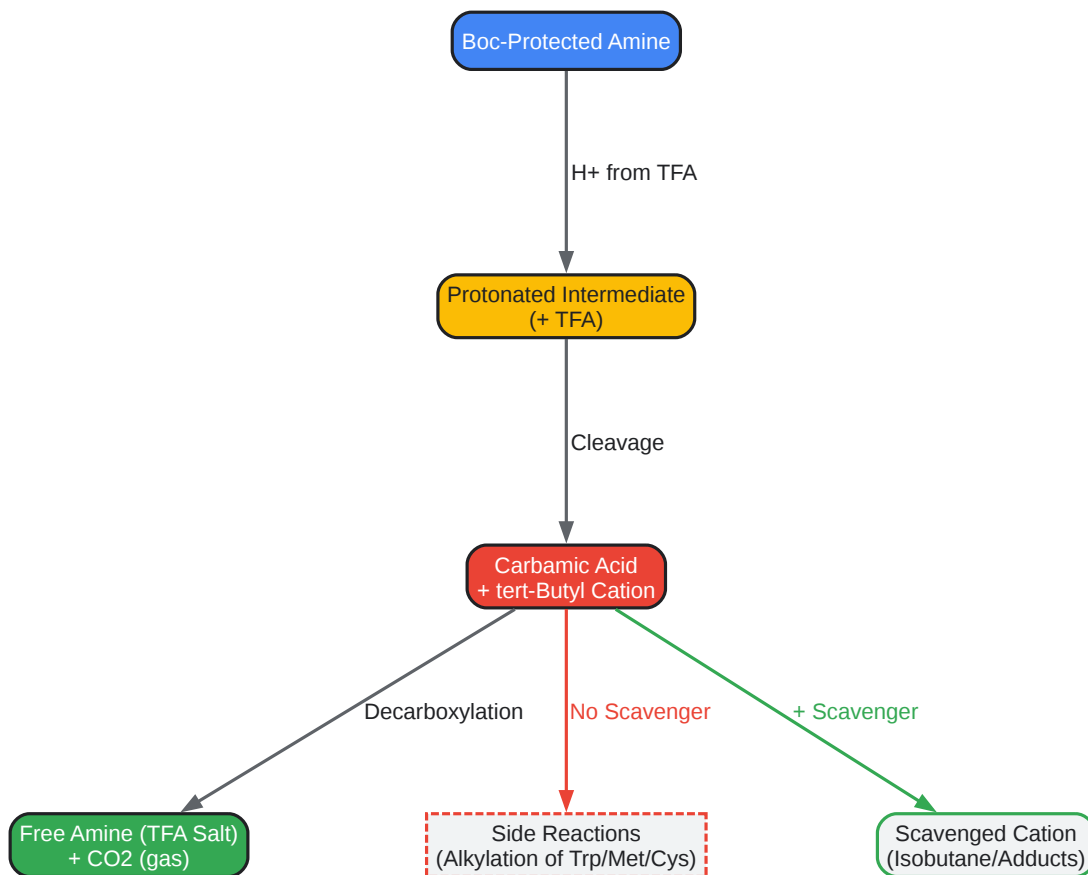 Boc-Protected Amine
H+ from TFA
Protonated Intermediate
(+ TFA)
Cleavage
Carbamic Acid
+ tert-Butyl Cation
Decarboxylation
No Scavenger
+ Scavenger
Free Amine (TFA Salt)
+ CO2 (gas)
Side Reactions
(Alkylation of Trp/Met/Cys)
Scavenged Cation
(Isobutane/Adducts)